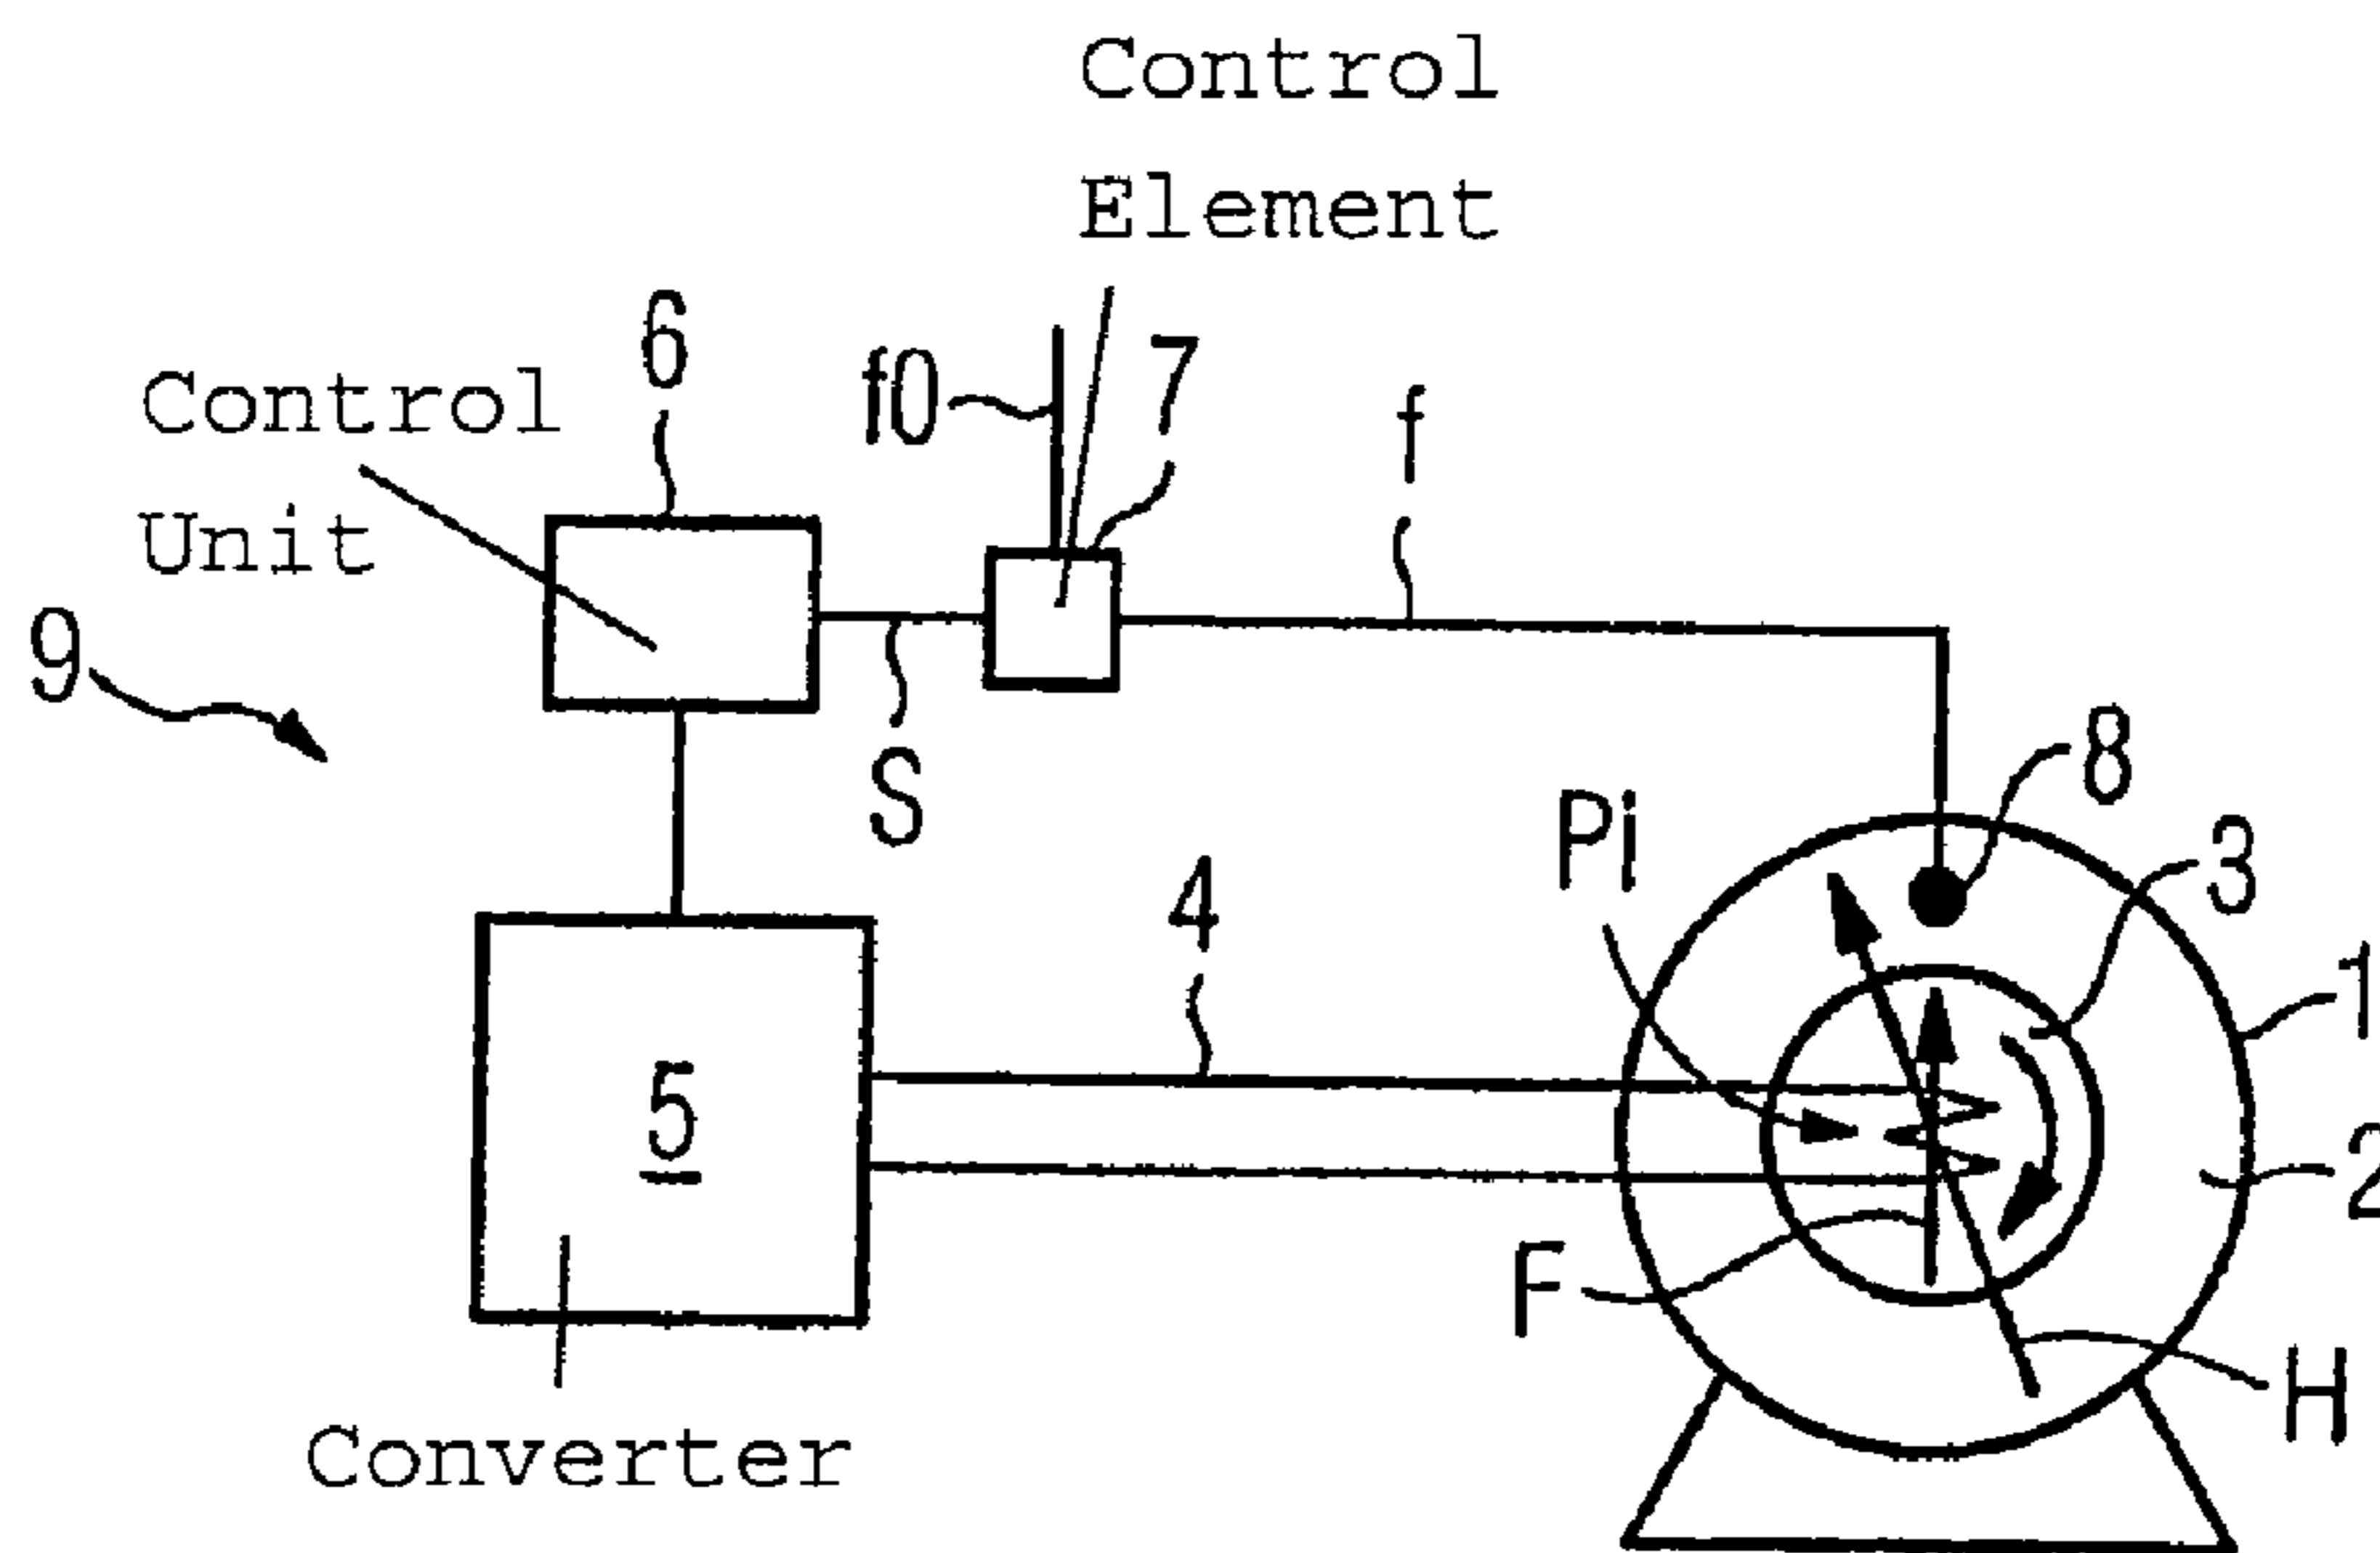 Control
Element
6
f0
7
f
Control
Unit
9
S
8
Pi
3
4
1
5
2
F
H
Converter